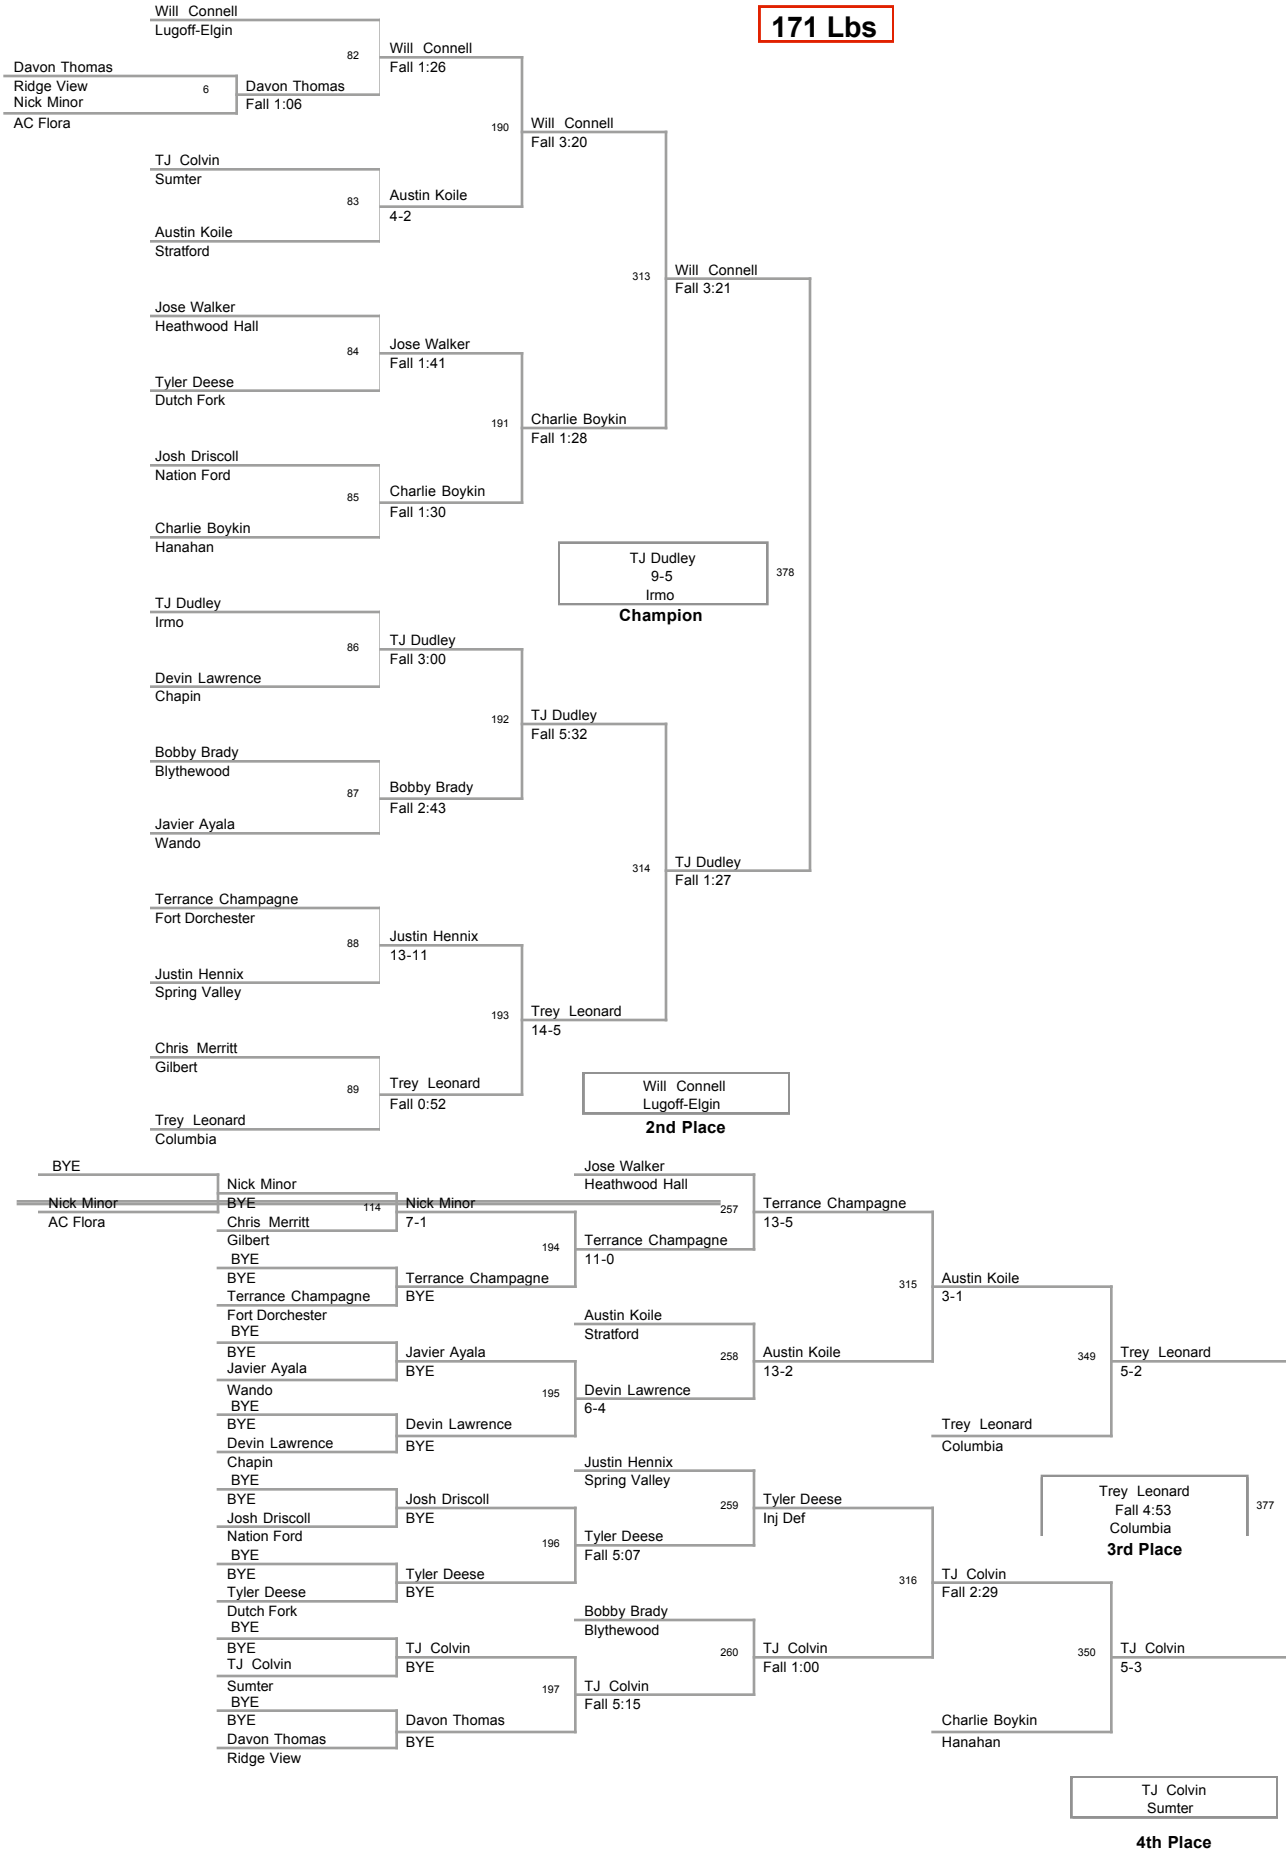 171 Lbs
Will Connell
Lugoff-Elgin
82
Will Connell
Fall 1:26
Davon Thomas
Ridge View
Nick Minor
AC Flora
6
Davon Thomas
Fall 1:06
190
Will Connell
Fall 3:20
TJ Colvin
Sumter
83
Austin Koile
4-2
Austin Koile
Stratford
313
Will Connell
Fall 3:21
Jose Walker
Heathwood Hall
84
Jose Walker
Fall 1:41
Tyler Deese
Dutch Fork
191
Charlie Boykin
Fall 1:28
Josh Driscoll
Nation Ford
85
Charlie Boykin
Fall 1:30
Charlie Boykin
Hanahan
TJ Dudley
9-5
Irmo
378
Champion
TJ Dudley
Irmo
86
TJ Dudley
Fall 3:00
Devin Lawrence
Chapin
192
TJ Dudley
Fall 5:32
Bobby Brady
Blythewood
87
Bobby Brady
Fall 2:43
Javier Ayala
Wando
314
TJ Dudley
Fall 1:27
Terrance Champagne
Fort Dorchester
88
Justin Hennix
13-11
Justin Hennix
Spring Valley
193
Trey Leonard
14-5
Chris Merritt
Gilbert
89
Trey Leonard
Fall 0:52
Trey Leonard
Columbia
Will Connell
Lugoff-Elgin
2nd Place
BYE
Nick Minor
AC Flora
Nick Minor
BYE
Chris Merritt
Gilbert
114
Nick Minor
7-1
194
Terrance Champagne
11-0
Jose Walker
Heathwood Hall
257
Terrance Champagne
13-5
BYE
BYE
Terrance Champagne
Fort Dorchester
Terrance Champagne
BYE
315
Austin Koile
3-1
BYE
BYE
Javier Ayala
Wando
Javier Ayala
BYE
195
Devin Lawrence
6-4
Austin Koile
Stratford
258
Austin Koile
13-2
349
Trey Leonard
5-2
BYE
BYE
Devin Lawrence
Chapin
Devin Lawrence
BYE
Trey Leonard
Columbia
BYE
BYE
Josh Driscoll
Nation Ford
Josh Driscoll
BYE
196
Tyler Deese
Fall 5:07
Justin Hennix
Spring Valley
259
Tyler Deese
Inj Def
Trey Leonard
Fall 4:53
Columbia
377
3rd Place
BYE
BYE
Tyler Deese
Dutch Fork
Tyler Deese
BYE
316
TJ Colvin
Fall 2:29
BYE
BYE
TJ Colvin
Sumter
TJ Colvin
BYE
197
TJ Colvin
Fall 5:15
Bobby Brady
Blythewood
260
TJ Colvin
Fall 1:00
350
TJ Colvin
5-3
BYE
BYE
Davon Thomas
Ridge View
Davon Thomas
BYE
Charlie Boykin
Hanahan
TJ Colvin
Sumter
4th Place